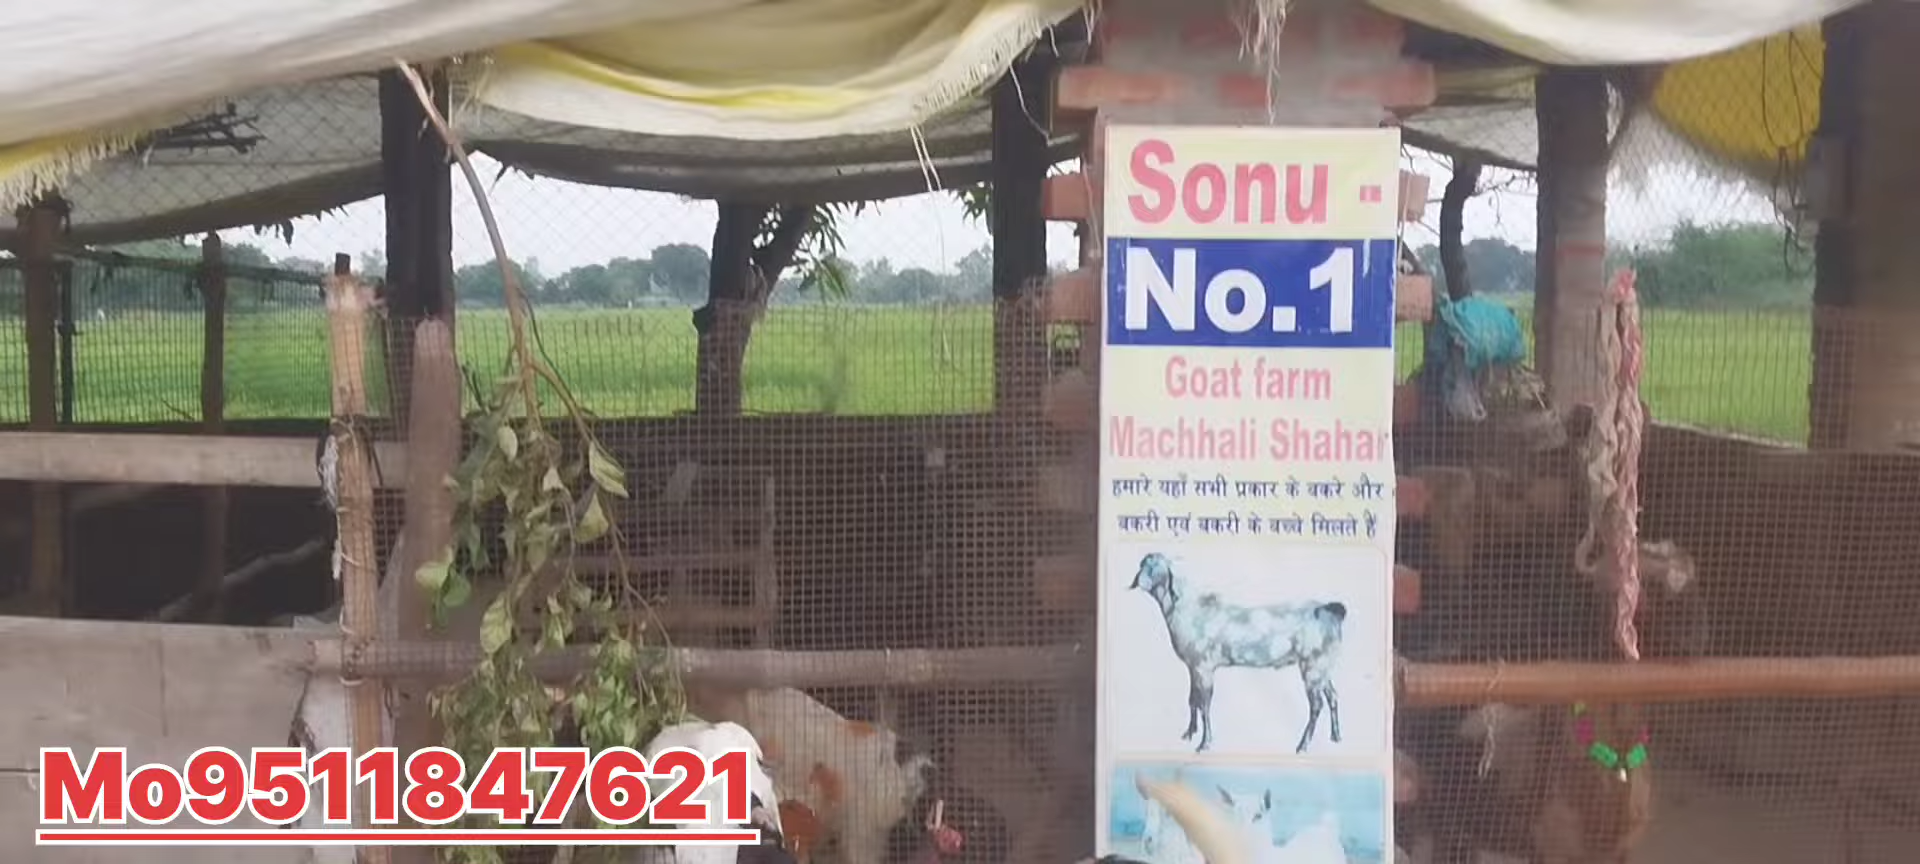 Sonu -
No.1
Goat farm
Machhali Shahar
हमारे यहाँ सभी प्रकार के बकरे और
बकरी एवं बकरी के बच्चे मिलते हैं
Mo9511847621